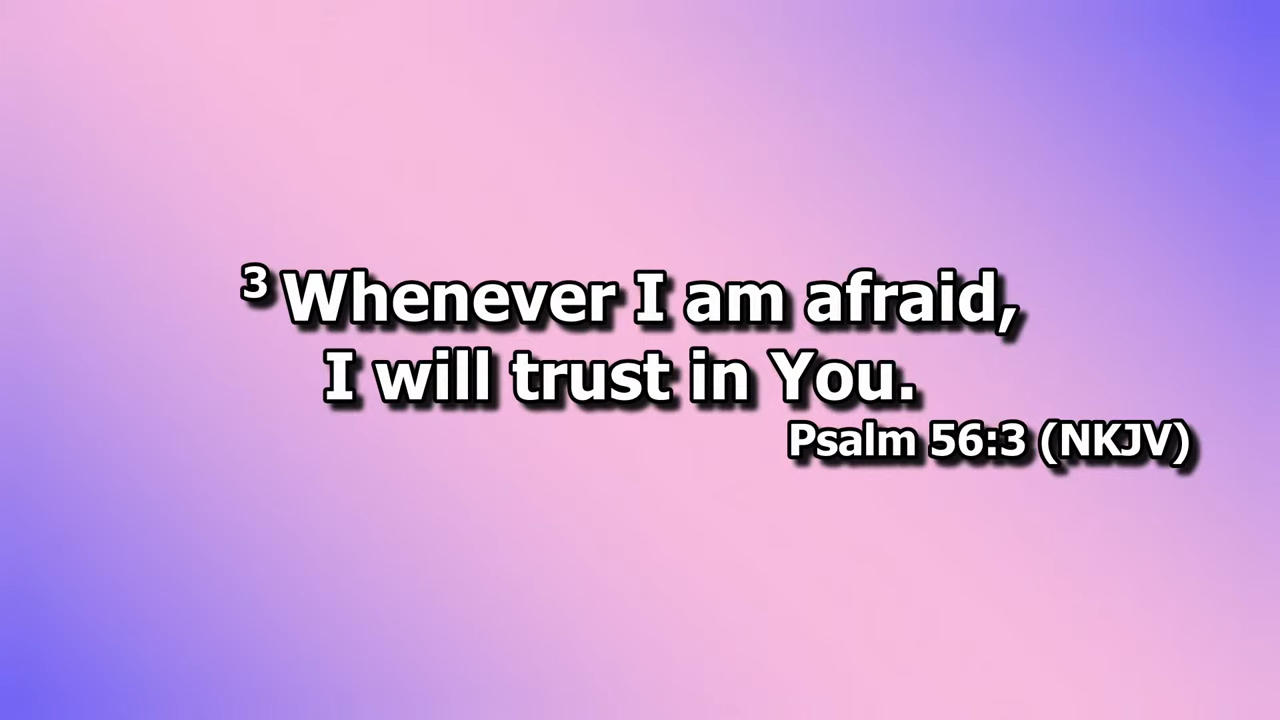 3 Whenever I am afraid,
I will trust in You.
Psalm 56:3 (NKJV)